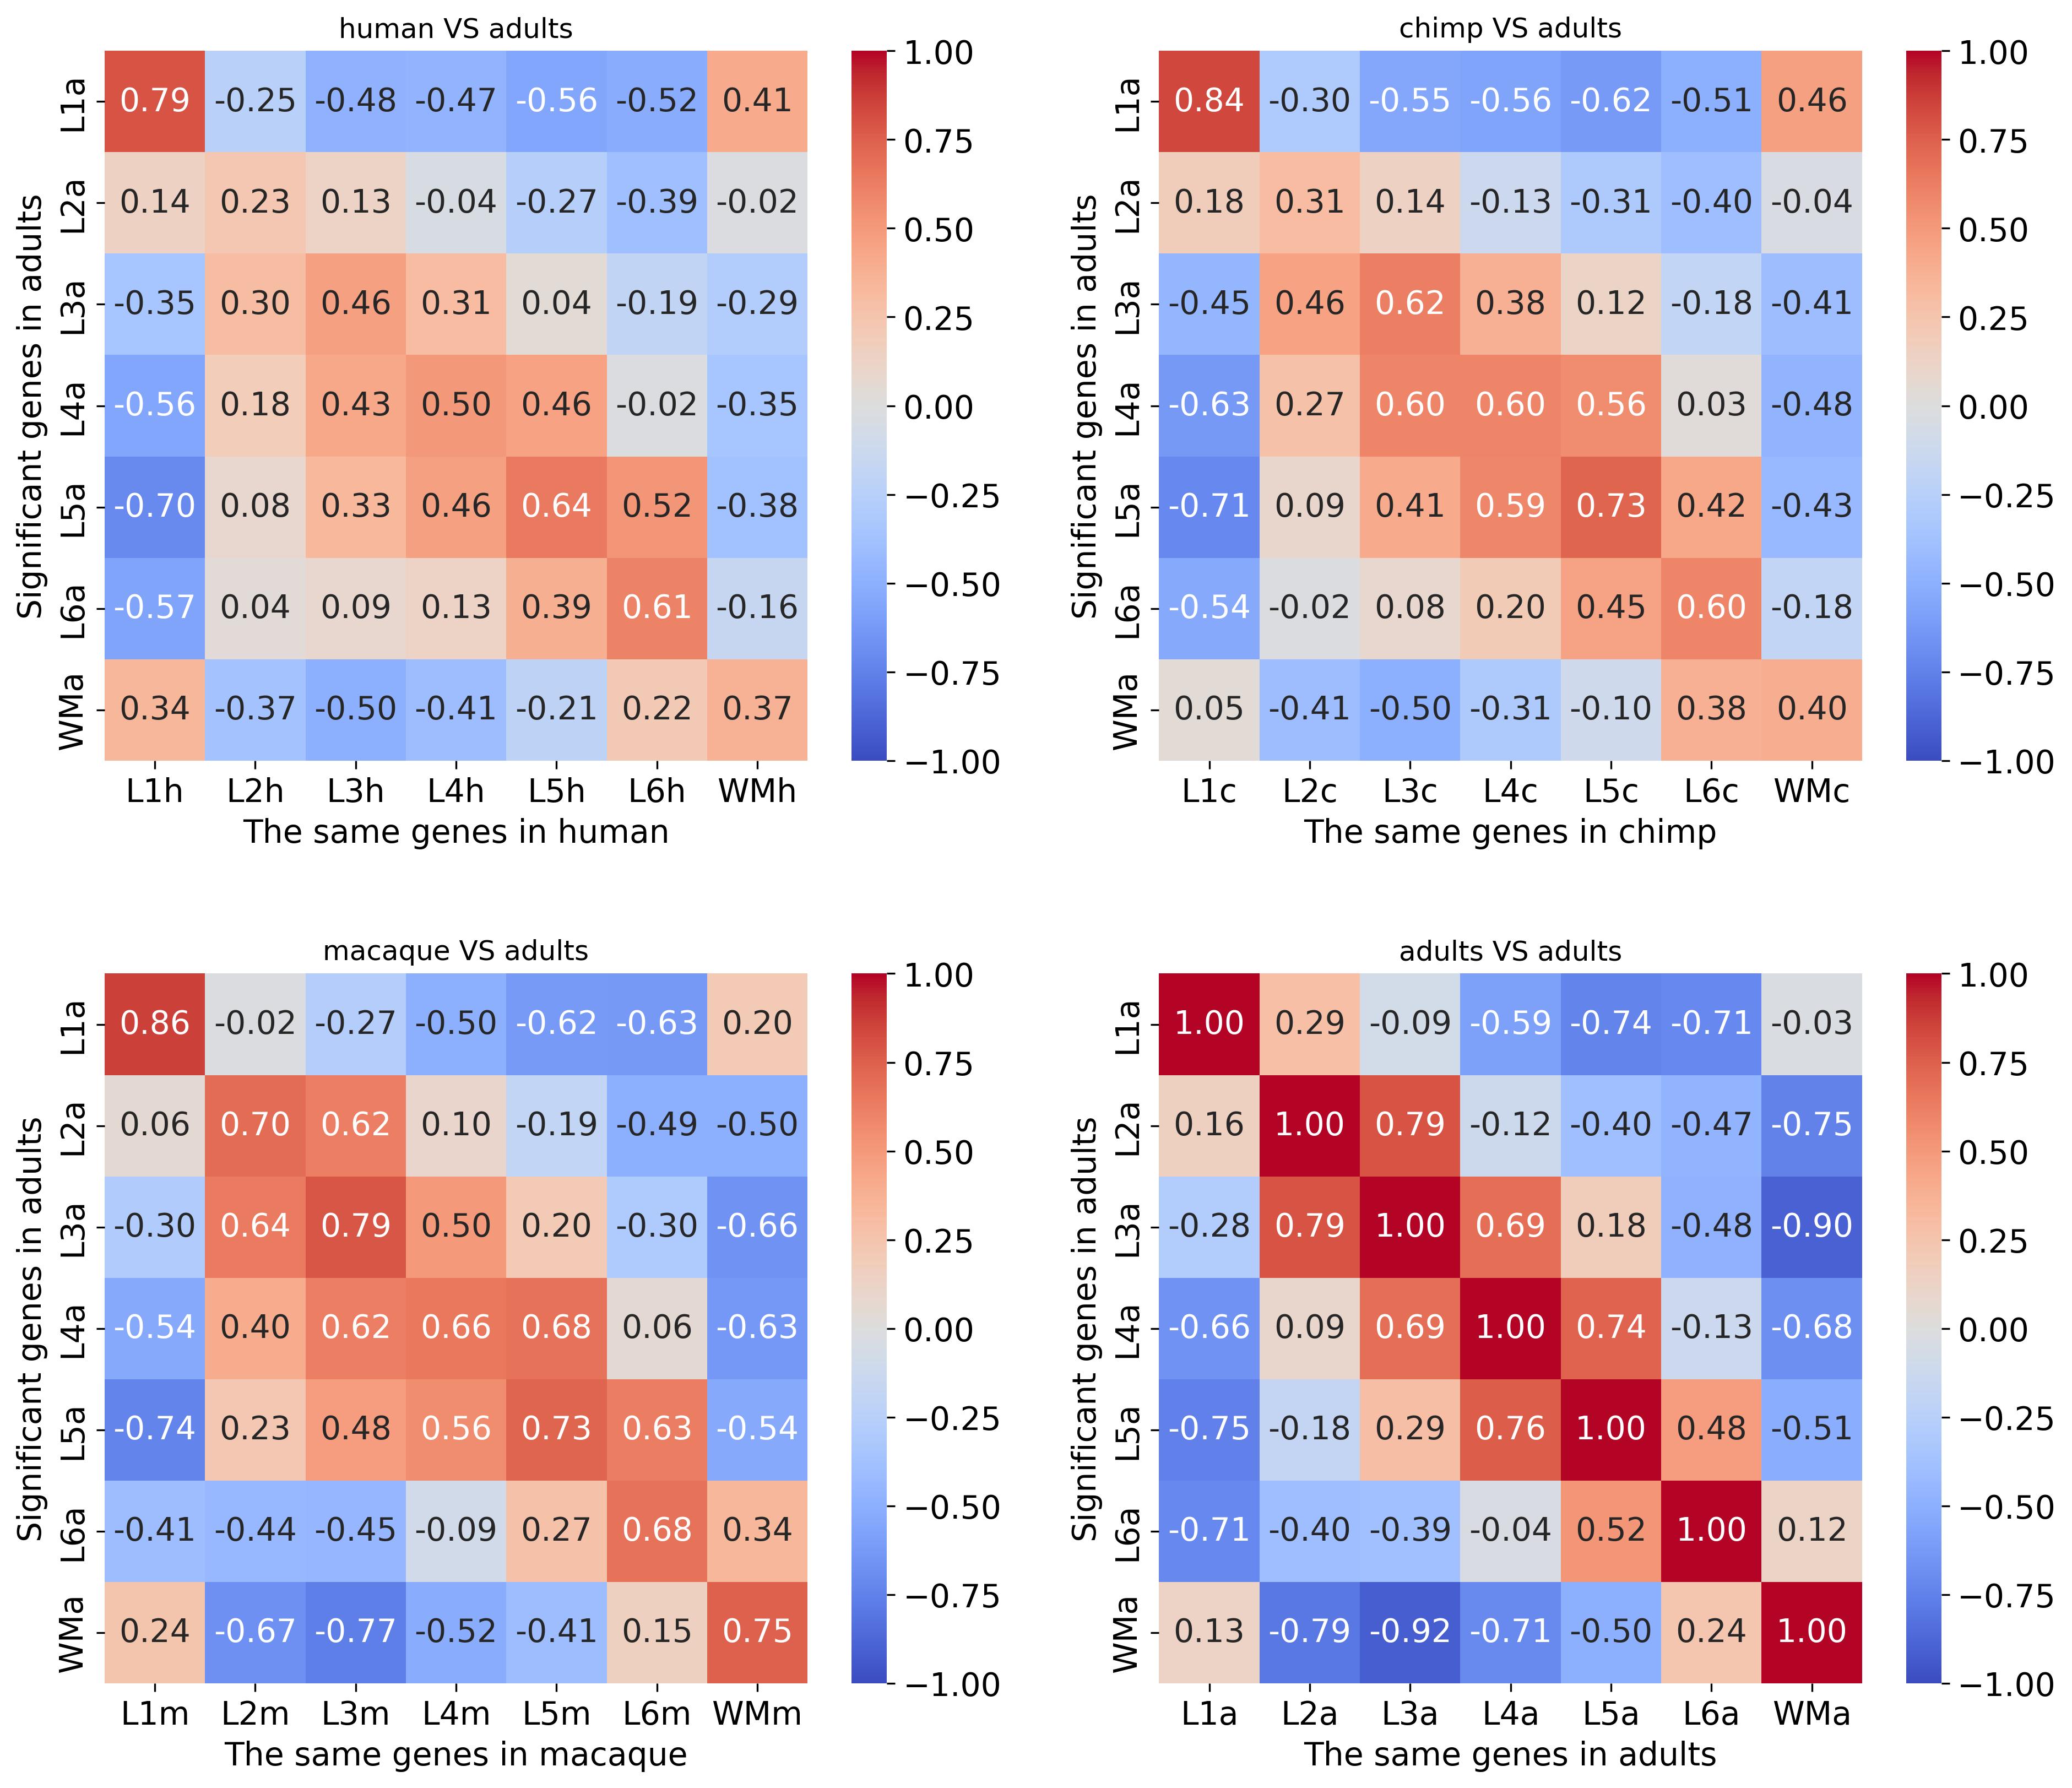 human VS adults
Significant genes in adults
L1a 0.79 -0.25 -0.48 -0.47 -0.56 -0.52 0.41
L2a 0.14 0.23 0.13 -0.04 -0.27 -0.39 -0.02
L3a -0.35 0.30 0.46 0.31 0.04 -0.19 -0.29
L4a -0.56 0.18 0.43 0.50 0.46 -0.02 -0.35
L5a -0.70 0.08 0.33 0.46 0.64 0.52 -0.38
L6a -0.57 0.04 0.09 0.13 0.39 0.61 -0.16
WMa 0.34 -0.37 -0.50 -0.41 -0.21 0.22 0.37
L1h L2h L3h L4h L5h L6h WMh
The same genes in human
1.00
0.75
0.50
0.25
0.00
−0.25
−0.50
−0.75
−1.00
chimp VS adults
Significant genes in adults
L1a 0.84 -0.30 -0.55 -0.56 -0.62 -0.51 0.46
L2a 0.18 0.31 0.14 -0.13 -0.31 -0.40 -0.04
L3a -0.45 0.46 0.62 0.38 0.12 -0.18 -0.41
L4a -0.63 0.27 0.60 0.60 0.56 0.03 -0.48
L5a -0.71 0.09 0.41 0.59 0.73 0.42 -0.43
L6a -0.54 -0.02 0.08 0.20 0.45 0.60 -0.18
WMa 0.05 -0.41 -0.50 -0.31 -0.10 0.38 0.40
L1c L2c L3c L4c L5c L6c WMc
The same genes in chimp
1.00
0.75
0.50
0.25
0.00
−0.25
−0.50
−0.75
−1.00
macaque VS adults
Significant genes in adults
L1a 0.86 -0.02 -0.27 -0.50 -0.62 -0.63 0.20
L2a 0.06 0.70 0.62 0.10 -0.19 -0.49 -0.50
L3a -0.30 0.64 0.79 0.50 0.20 -0.30 -0.66
L4a -0.54 0.40 0.62 0.66 0.68 0.06 -0.63
L5a -0.74 0.23 0.48 0.56 0.73 0.63 -0.54
L6a -0.41 -0.44 -0.45 -0.09 0.27 0.68 0.34
WMa 0.24 -0.67 -0.77 -0.52 -0.41 0.15 0.75
L1m L2m L3m L4m L5m L6m WMm
The same genes in macaque
1.00
0.75
0.50
0.25
0.00
−0.25
−0.50
−0.75
−1.00
adults VS adults
Significant genes in adults
L1a 1.00 0.29 -0.09 -0.59 -0.74 -0.71 -0.03
L2a 0.16 1.00 0.79 -0.12 -0.40 -0.47 -0.75
L3a -0.28 0.79 1.00 0.69 0.18 -0.48 -0.90
L4a -0.66 0.09 0.69 1.00 0.74 -0.13 -0.68
L5a -0.75 -0.18 0.29 0.76 1.00 0.48 -0.51
L6a -0.71 -0.40 -0.39 -0.04 0.52 1.00 0.12
WMa 0.13 -0.79 -0.92 -0.71 -0.50 0.24 1.00
L1a L2a L3a L4a L5a L6a WMa
The same genes in adults
1.00
0.75
0.50
0.25
0.00
−0.25
−0.50
−0.75
−1.00